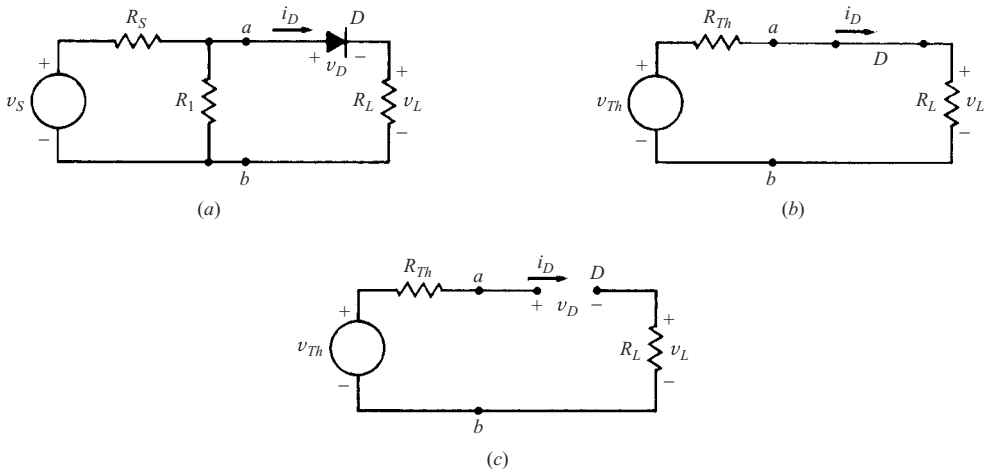 R_S a i_D D
+ v_D −
v_S + − R_1 R_L + v_L −
b
(a)
R_Th a i_D
D
v_Th + − R_L + v_L −
b
(b)
R_Th a i_D D
+ v_D −
v_Th + − R_L + v_L −
b
(c)